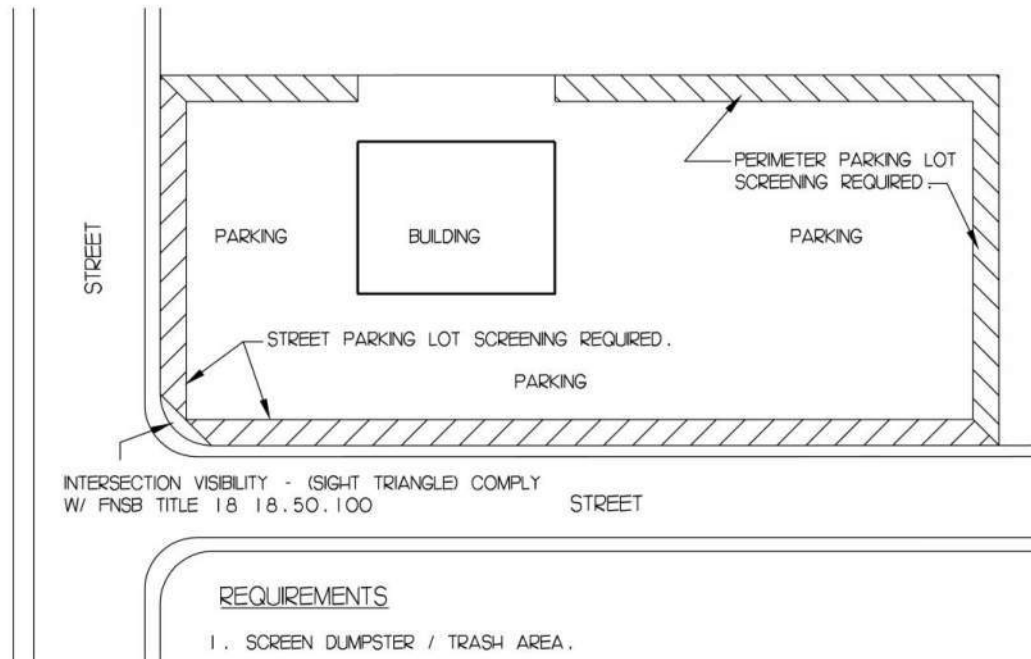 PERIMETER PARKING LOT
SCREENING REQUIRED.
STREET
PARKING
BUILDING
PARKING
STREET PARKING LOT SCREENING REQUIRED.
PARKING
INTERSECTION VISIBILITY - (SIGHT TRIANGLE) COMPLY
W/ FNSB TITLE 18 18.50.100
STREET
REQUIREMENTS
1. SCREEN DUMPSTER / TRASH AREA.